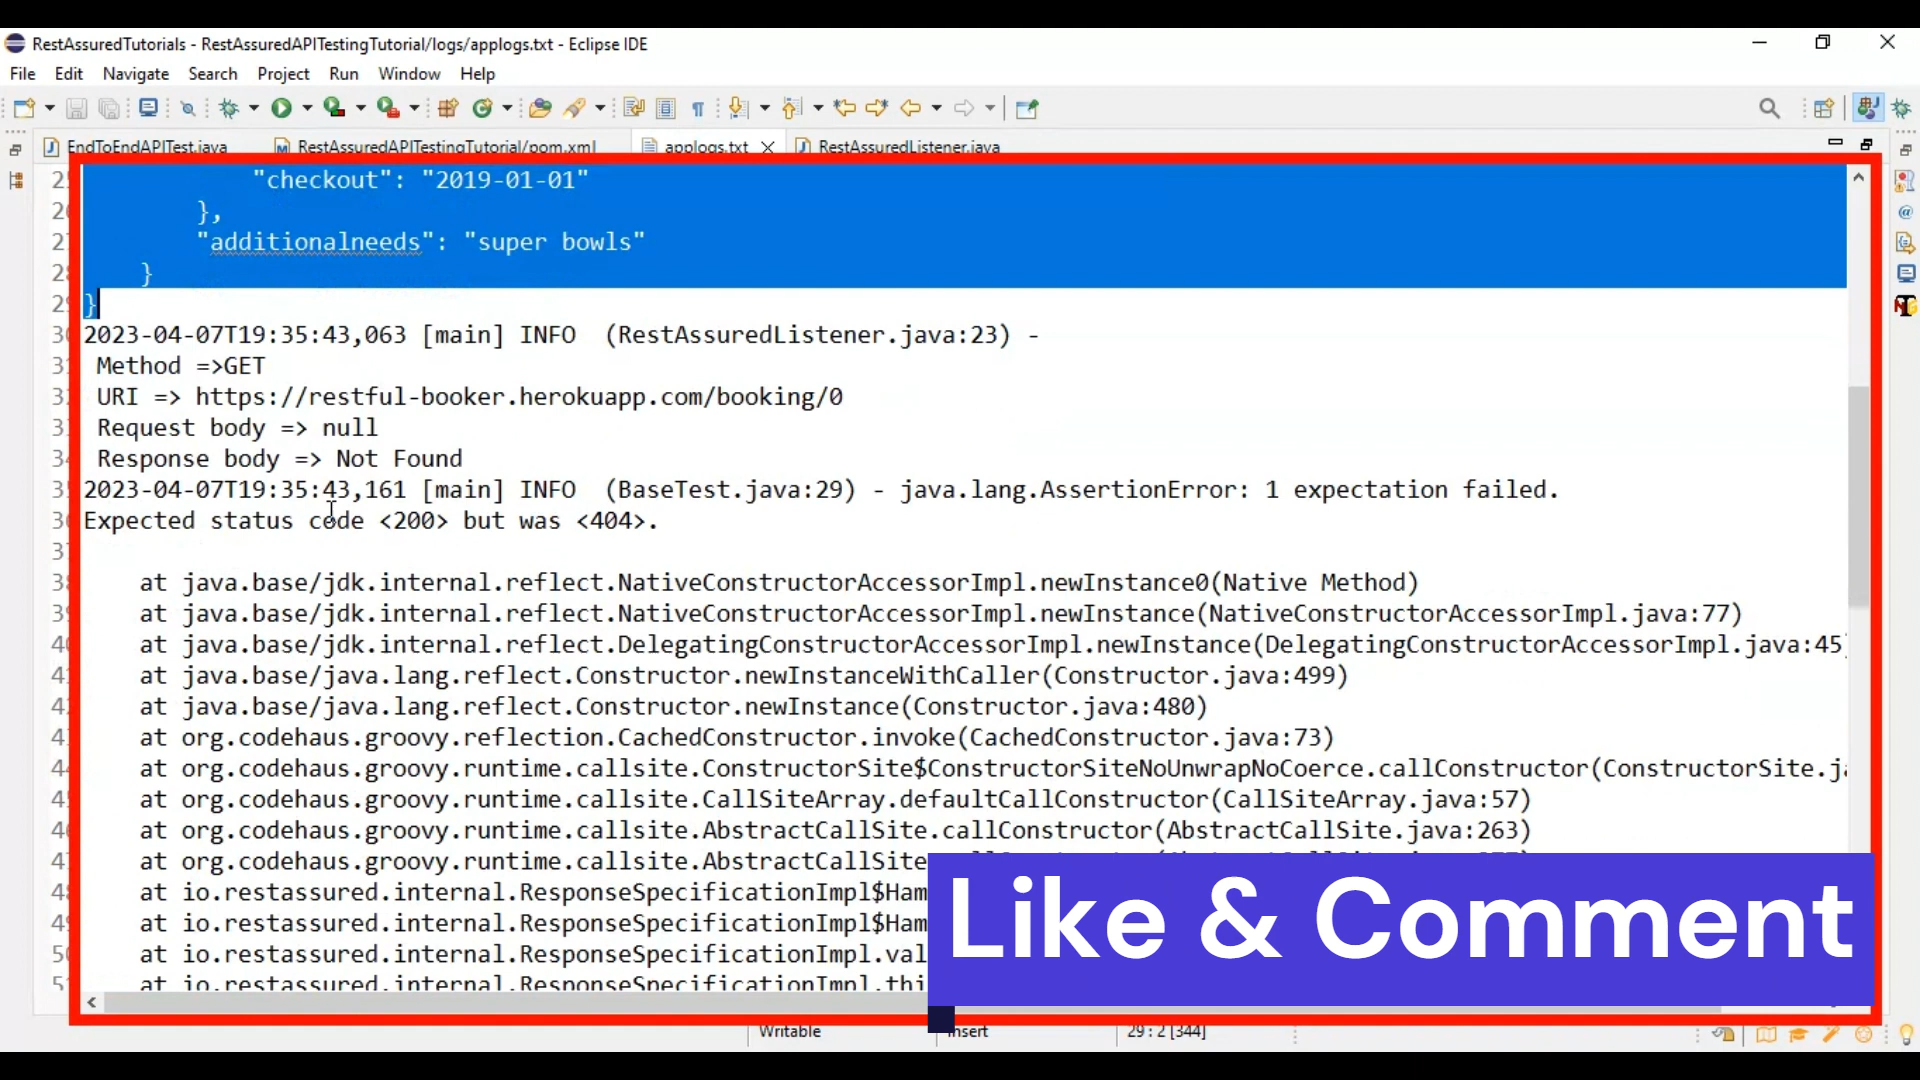 RestAssuredTutorials - RestAssuredAPITestingTutorial/logs/applogs.txt - Eclipse IDE
File Edit Navigate Search Project Run Window Help
EndToEndAPITest.java RestAssuredAPITestingTutorial/pom.xml applogs.txt RestAssuredListener.java
"checkout": "2019-01-01"
},
"additionalneeds": "super bowls"
}
}
2023-04-07T19:35:43,063 [main] INFO  (RestAssuredListener.java:23) -
Method =>GET
URI => https://restful-booker.herokuapp.com/booking/0
Request body => null
Response body => Not Found
2023-04-07T19:35:43,161 [main] INFO  (BaseTest.java:29) - java.lang.AssertionError: 1 expectation failed.
Expected status code <200> but was <404>.
at java.base/jdk.internal.reflect.NativeConstructorAccessorImpl.newInstance0(Native Method)
at java.base/jdk.internal.reflect.NativeConstructorAccessorImpl.newInstance(NativeConstructorAccessorImpl.java:77)
at java.base/jdk.internal.reflect.DelegatingConstructorAccessorImpl.newInstance(DelegatingConstructorAccessorImpl.java:45)
at java.base/java.lang.reflect.Constructor.newInstanceWithCaller(Constructor.java:499)
at java.base/java.lang.reflect.Constructor.newInstance(Constructor.java:480)
at org.codehaus.groovy.reflection.CachedConstructor.invoke(CachedConstructor.java:73)
at org.codehaus.groovy.runtime.callsite.ConstructorSite$ConstructorSiteNoUnwrapNoCoerce.callConstructor(ConstructorSite.ja
at org.codehaus.groovy.runtime.callsite.CallSiteArray.defaultCallConstructor(CallSiteArray.java:57)
at org.codehaus.groovy.runtime.callsite.AbstractCallSite.callConstructor(AbstractCallSite.java:263)
at org.codehaus.groovy.runtime.callsite.AbstractCallSite
at io.restassured.internal.ResponseSpecificationImpl$Ham
at io.restassured.internal.ResponseSpecificationImpl$Ham
at io.restassured.internal.ResponseSpecificationImpl.val
at io.restassured.internal.ResponseSpecificationImpl.thi
Like & Comment
Writable Insert 29 : 2 [344]